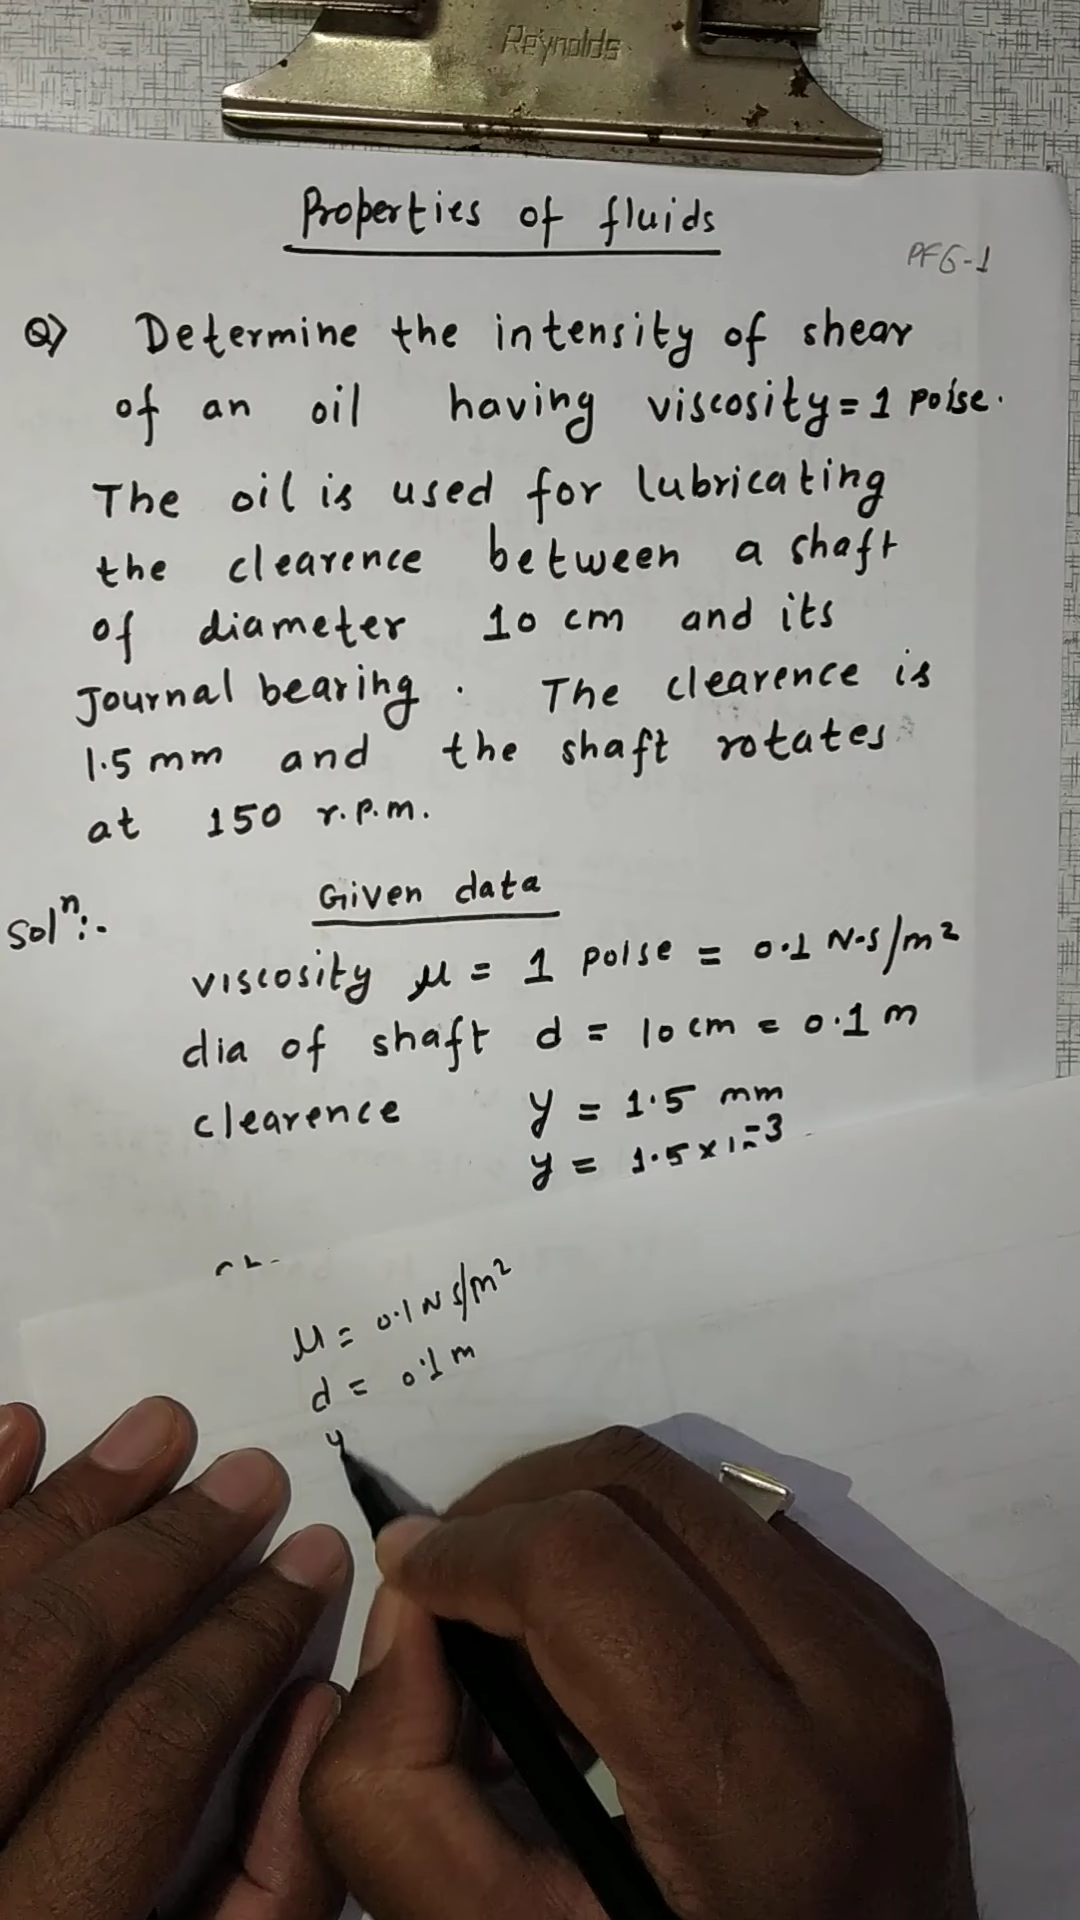 Reynolds
Properties of fluids
PFG-1
Q) Determine the intensity of shear
of an oil having viscosity = 1 poise.
The oil is used for lubricating
the clearence between a shaft
of diameter 10 cm and its
Journal bearing. The clearence is
1.5 mm and the shaft rotates
at 150 r.p.m.
Solⁿ:- Given data
viscosity μ = 1 poise = 0.1 N-s/m²
dia of shaft d = 10 cm = 0.1 m
clearence y = 1.5 mm
y = 1.5 × 10⁻³
μ = 0.1 N s/m²
d = 0.1 m
y